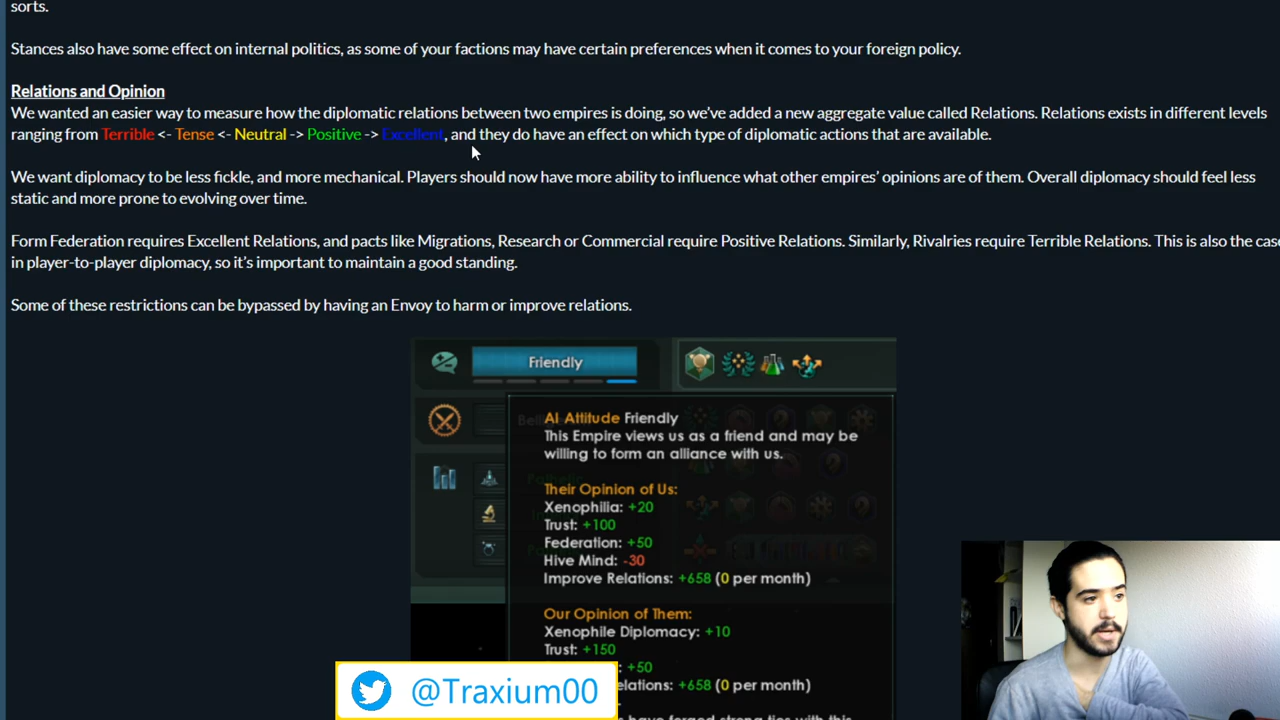 sorts.
Stances also have some effect on internal politics, as some of your factions may have certain preferences when it comes to your foreign policy.
Relations and Opinion
We wanted an easier way to measure how the diplomatic relations between two empires is doing, so we've added a new aggregate value called Relations. Relations exists in different levels
ranging from Terrible <- Tense <- Neutral -> Positive -> Excellent, and they do have an effect on which type of diplomatic actions that are available.
We want diplomacy to be less fickle, and more mechanical. Players should now have more ability to influence what other empires' opinions are of them. Overall diplomacy should feel less
static and more prone to evolving over time.
Form Federation requires Excellent Relations, and pacts like Migrations, Research or Commercial require Positive Relations. Similarly, Rivalries require Terrible Relations. This is also the case
in player-to-player diplomacy, so it's important to maintain a good standing.
Some of these restrictions can be bypassed by having an Envoy to harm or improve relations.
Friendly
AI Attitude Friendly
This Empire views us as a friend and may be
willing to form an alliance with us.
Their Opinion of Us:
Xenophilia: +20
Trust: +100
Federation: +50
Hive Mind: -30
Improve Relations: +658 (0 per month)
Our Opinion of Them:
Xenophile Diplomacy: +10
Trust: +150
: +50
elations: +658 (0 per month)
@Traxium00